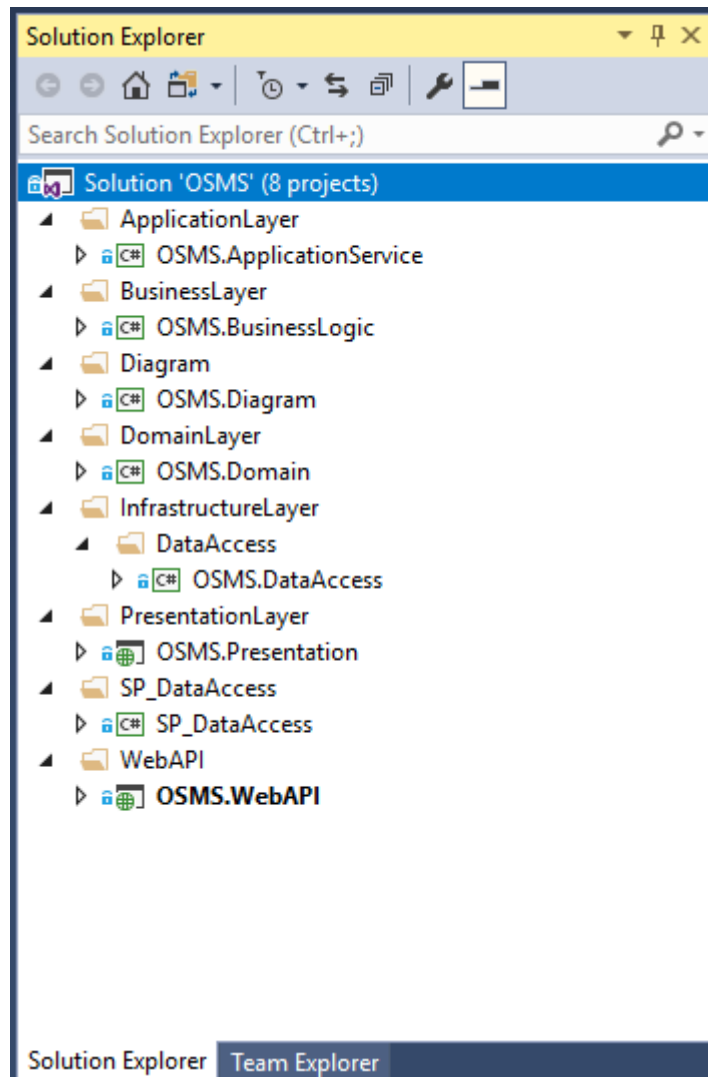 Solution Explorer
Search Solution Explorer (Ctrl+;)
Solution 'OSMS' (8 projects)
ApplicationLayer
C# OSMS.ApplicationService
BusinessLayer
C# OSMS.BusinessLogic
Diagram
C# OSMS.Diagram
DomainLayer
C# OSMS.Domain
InfrastructureLayer
DataAccess
C# OSMS.DataAccess
PresentationLayer
OSMS.Presentation
SP_DataAccess
C# SP_DataAccess
WebAPI
OSMS.WebAPI
Solution Explorer Team Explorer